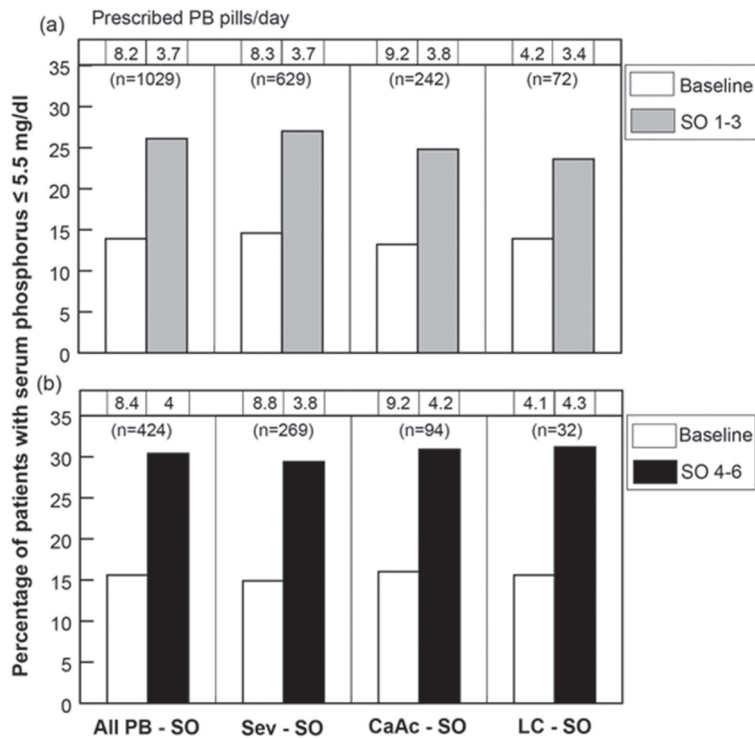 Prescribed PB pills/day
(a)
8.2 3.7 8.3 3.7 9.2 3.8 4.2 3.4
35
(n=1029) (n=629) (n=242) (n=72)
30
25
20
15
10
5
0
Baseline
SO 1-3
Percentage of patients with serum phosphorus ≤ 5.5 mg/dl
(b)
8.4 4 8.8 3.8 9.2 4.2 4.1 4.3
35
(n=424) (n=269) (n=94) (n=32)
30
25
20
15
10
5
0
Baseline
SO 4-6
All PB - SO Sev - SO CaAc - SO LC - SO